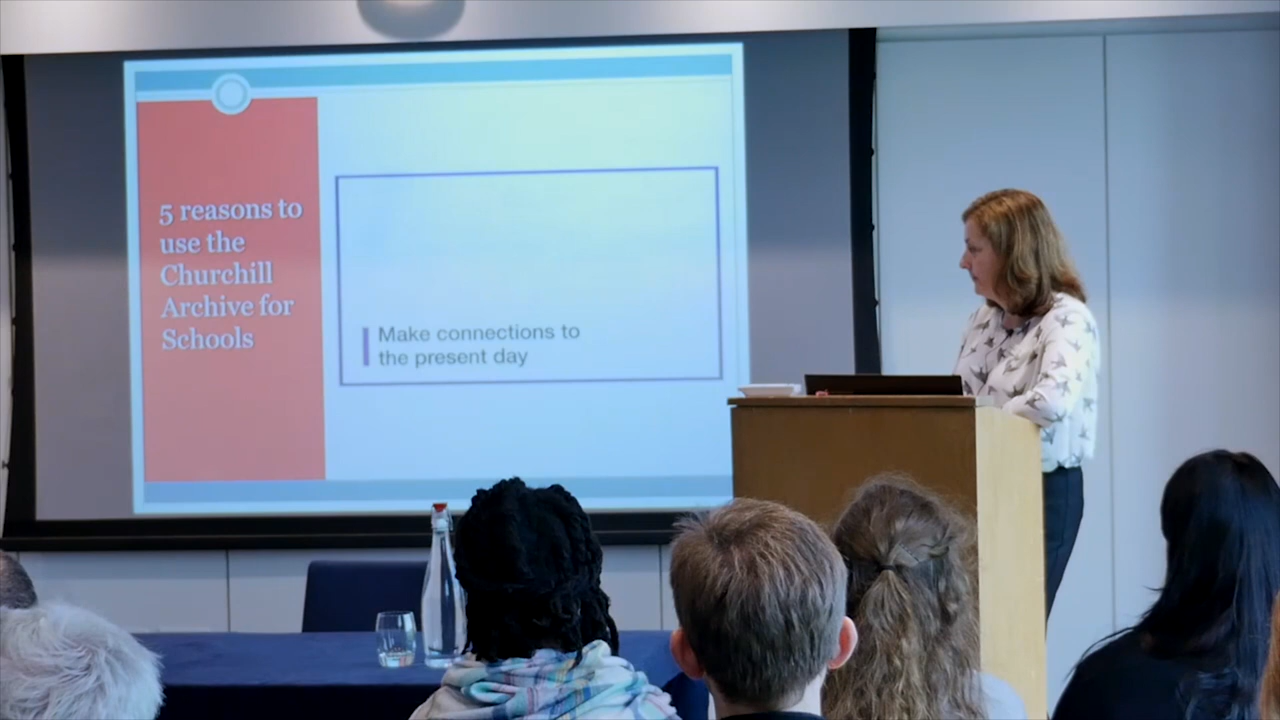 5 reasons to
use the
Churchill
Archive for
Schools
Make connections to
the present day